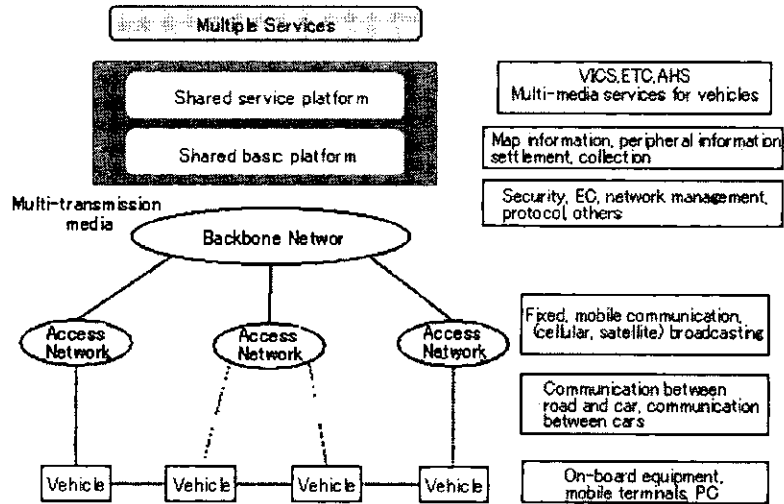 Multiple Services
Shared service platform
Shared basic platform
Multi-transmission
media
Backbone Networ
Access
Network
Access
Network
Access
Network
Vehicle
Vehicle
Vehicle
Vehicle
VICS,ETC,AHS
Multi-media services for vehicles
Map information, peripheral information
settlement, collection
Security, EC, network management,
protocol, others
Fixed, mobile communication,
(cellular, satellite) broadcasting
Communication between
road and car, communication
between cars
On-board equipment,
mobile terminals, PC